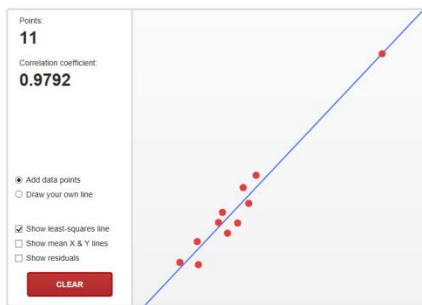 Points:
11
Correlation coefficient:
0.9792
Add data points
Draw your own line
Show least-squares line
Show mean X & Y lines
Show residuals
CLEAR